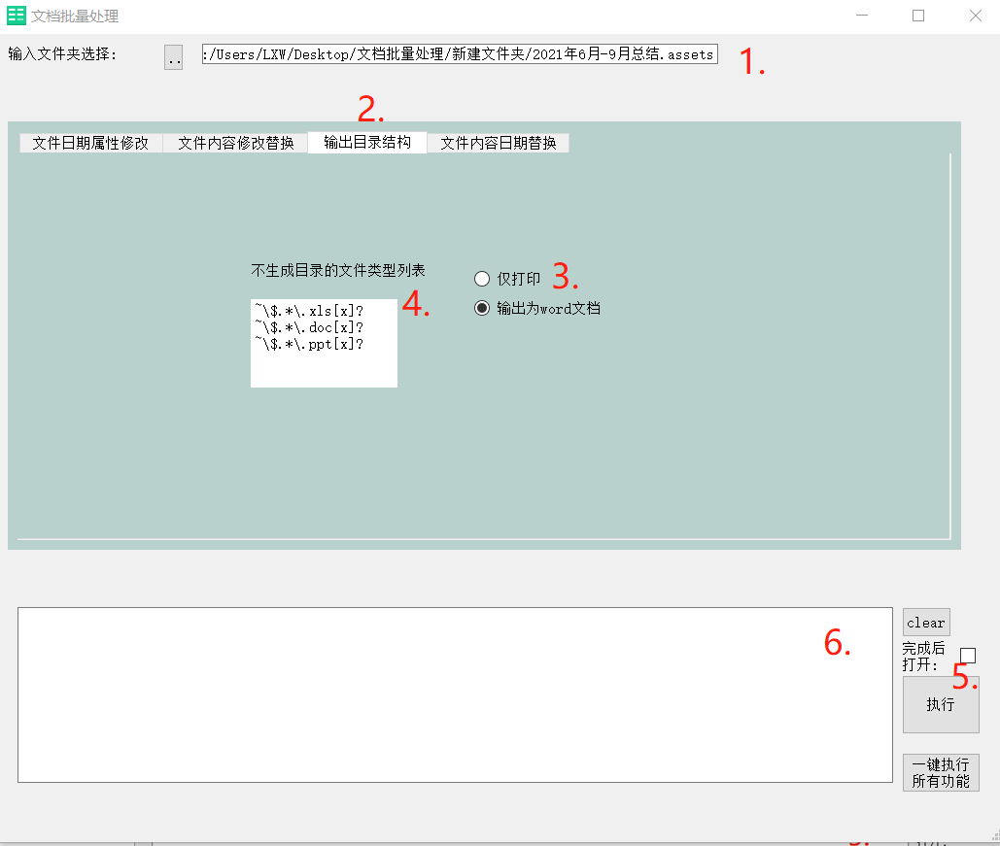 文档批量处理
输入文件夹选择:
..
:/Users/LXW/Desktop/文档批量处理/新建文件夹/2021年6月-9月总结.assets
1.
2.
文件日期属性修改
文件内容修改替换
输出目录结构
文件内容日期替换
不生成目录的文件类型列表
仅打印
3.
输出为word文档
4.
~\$.*\.xls[x]?
~\$.*\.doc[x]?
~\$.*\.ppt[x]?
6.
clear
完成后
打开:
5.
执行
一键执行
所有功能